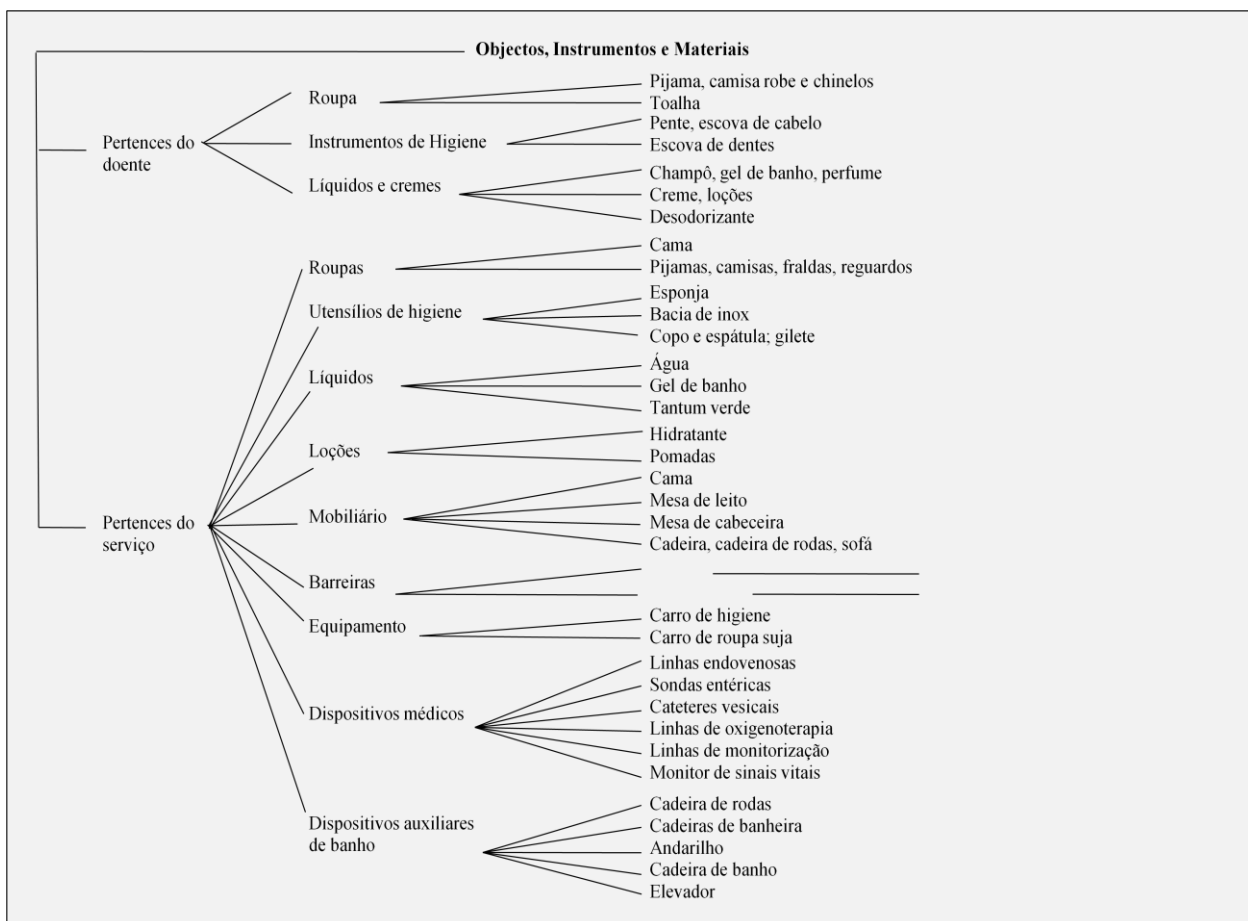 Objectos, Instrumentos e Materiais
Pertences do
doente
Roupa
Pijama, camisa robe e chinelos
Toalha
Instrumentos de Higiene
Pente, escova de cabelo
Escova de dentes
Líquidos e cremes
Champô, gel de banho, perfume
Creme, loções
Desodorizante
Pertences do
serviço
Roupas
Cama
Pijamas, camisas, fraldas, reguardos
Utensílios de higiene
Esponja
Bacia de inox
Copo e espátula; gilete
Líquidos
Água
Gel de banho
Tantum verde
Loções
Hidratante
Pomadas
Mobiliário
Cama
Mesa de leito
Mesa de cabeceira
Cadeira, cadeira de rodas, sofá
Barreiras
Equipamento
Carro de higiene
Carro de roupa suja
Dispositivos médicos
Linhas endovenosas
Sondas entéricas
Cateteres vesicais
Linhas de oxigenoterapia
Linhas de monitorização
Monitor de sinais vitais
Dispositivos auxiliares
de banho
Cadeira de rodas
Cadeiras de banheira
Andarilho
Cadeira de banho
Elevador